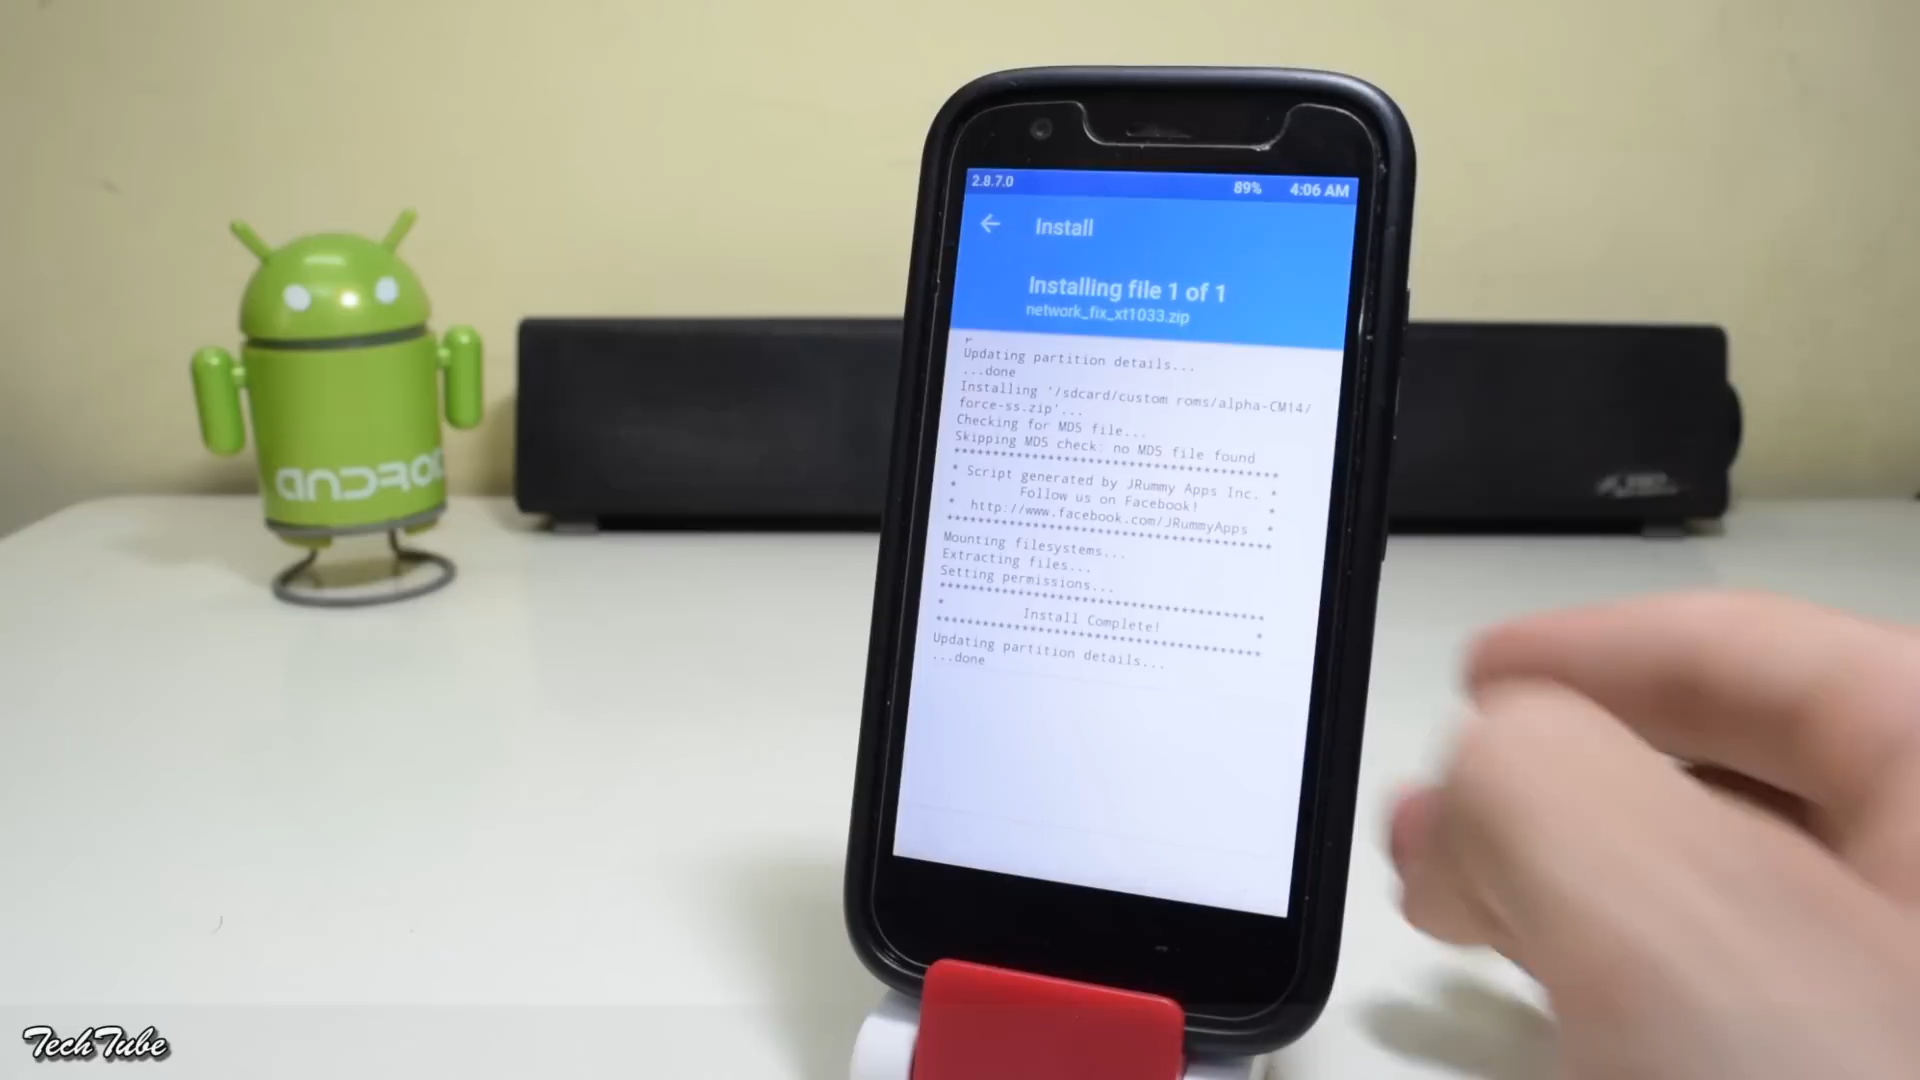 2.8.7.0 89% 4:06 AM
Install
Installing file 1 of 1
network_fix_xt1033.zip
Updating partition details...
...done
Installing '/sdcard/custom roms/alpha-CM14/
force-ss.zip'...
Checking for MD5 file...
Skipping MD5 check: no MD5 file found
****************************************
* Script generated by JRummy Apps Inc. *
* Follow us on Facebook! *
* http://www.facebook.com/JRummyApps *
****************************************
Mounting filesystems...
Extracting files...
Setting permissions...
****************************************
* Install Complete! *
****************************************
Updating partition details...
...done
ANDRO
TechTube